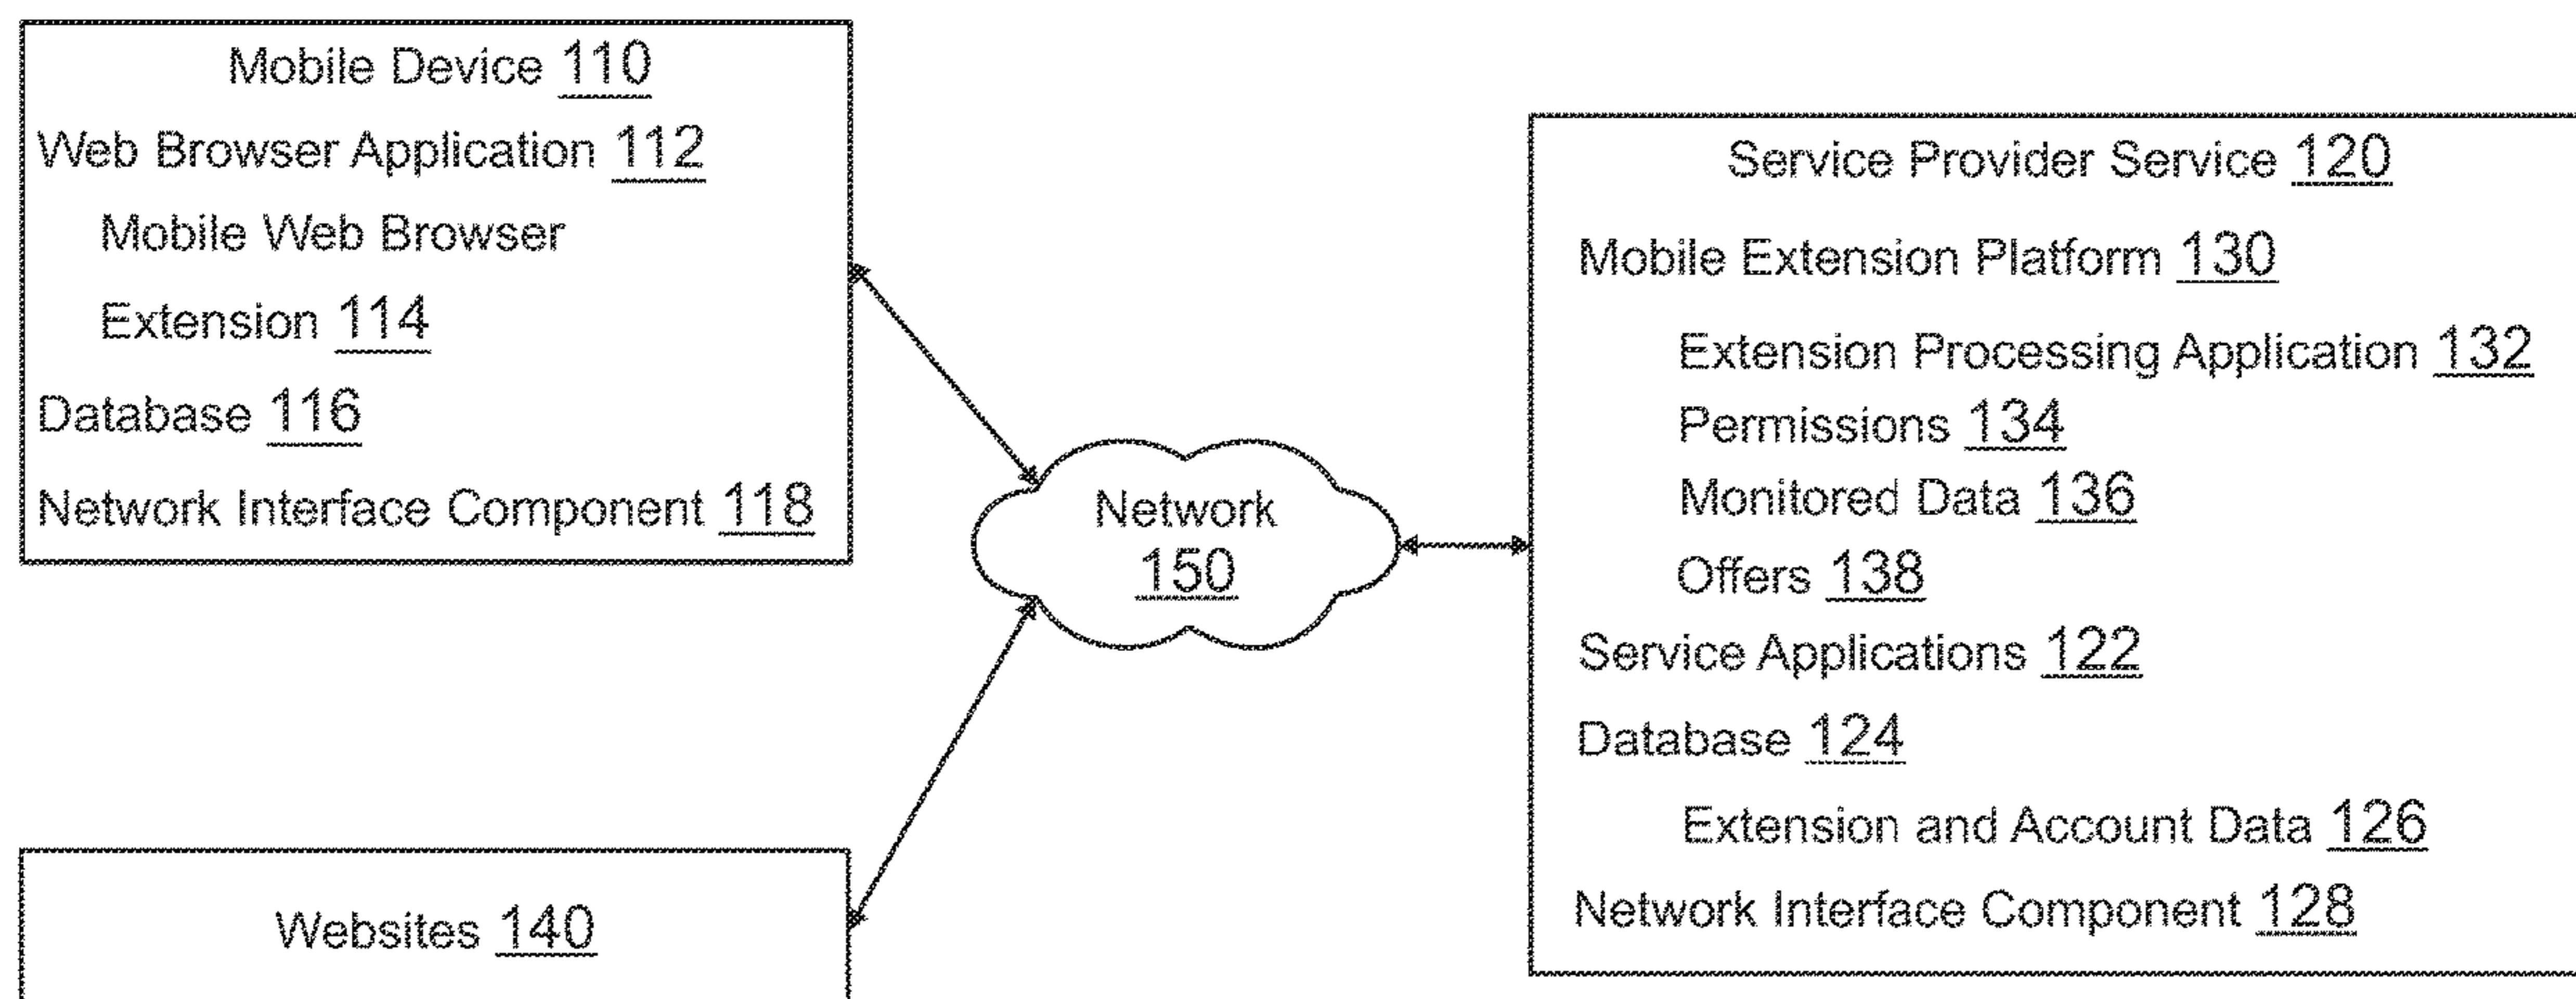 Mobile Device 110
Web Browser Application 112
Mobile Web Browser
Extension 114
Database 116
Network Interface Component 118
Network
150
Websites 140
Service Provider Service 120
Mobile Extension Platform 130
Extension Processing Application 132
Permissions 134
Monitored Data 136
Offers 138
Service Applications 122
Database 124
Extension and Account Data 126
Network Interface Component 128